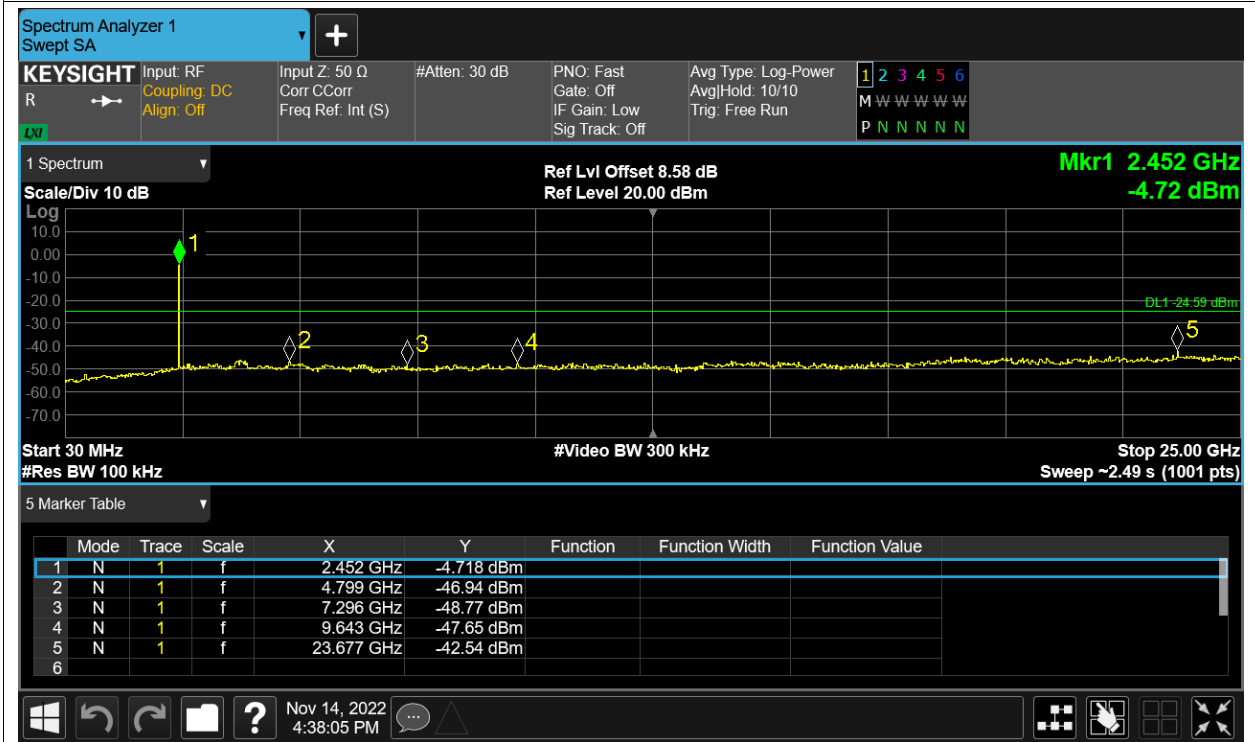 Spectrum Analyzer 1
Swept SA
KEYSIGHT Input: RF Input Z: 50 Ω #Atten: 30 dB PNO: Fast Avg Type: Log-Power 1 2 3 4 5 6
R Coupling: DC Corr CCorr Gate: Off Avg|Hold: 10/10 M W W W W W
Align: Off Freq Ref: Int (S) IF Gain: Low Trig: Free Run
LXI Sig Track: Off P N N N N N
1 Spectrum Ref Lvl Offset 8.58 dB Mkr1 2.452 GHz
Scale/Div 10 dB Ref Level 20.00 dBm -4.72 dBm
Log
10.0
1
0.00
-10.0
-20.0
DL1 -24.59 dBm
-30.0
2 3 4 5
-40.0
-50.0
-60.0
-70.0
Start 30 MHz #Video BW 300 kHz Stop 25.00 GHz
#Res BW 100 kHz Sweep ~2.49 s (1001 pts)
5 Marker Table
Mode Trace Scale X Y Function Function Width Function Value
1 N 1 f 2.452 GHz -4.718 dBm
2 N 1 f 4.799 GHz -46.94 dBm
3 N 1 f 7.296 GHz -48.77 dBm
4 N 1 f 9.643 GHz -47.65 dBm
5 N 1 f 23.677 GHz -42.54 dBm
6
? Nov 14, 2022
4:38:05 PM